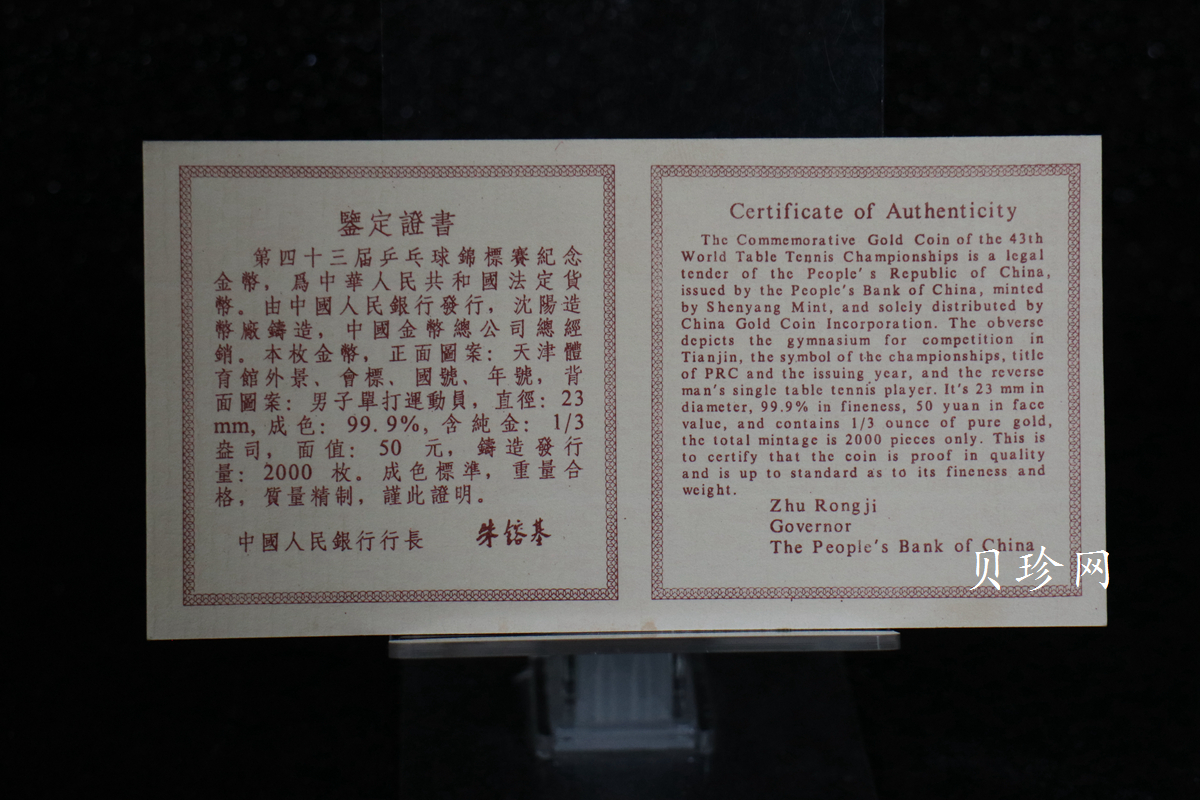 鑒定證書
第四十三届乒乓球錦標賽紀念
金幣，爲中華人民共和國法定貨
幣。由中國人民銀行發行，沈陽造
幣廠鑄造，中國金幣總公司總經
銷。本枚金幣，正面圖案：天津體
育館外景、會標、國號、年號，背
面圖案：男子單打運動員，直徑：23
mm，成色：99.9%，含純金：1/3
盎司，面值：50 元，鑄造發行
量：2000 枚。成色標準，重量合
格，質量精制，謹此證明。
中國人民銀行行長 朱鎔基
Certificate of Authenticity
The Commemorative Gold Coin of the 43th
World Table Tennis Championships is a legal
tender of the People's Republic of China,
issued by the People's Bank of China, minted
by Shenyang Mint, and solely distributed by
China Gold Coin Incorporation. The obverse
depicts the gymnasium for competition in
Tianjin, the symbol of the championships, title
of PRC and the issuing year, and the reverse
man's single table tennis player. It's 23 mm in
diameter, 99.9% in fineness, 50 yuan in face
value, and contains 1/3 ounce of pure gold,
the total mintage is 2000 pieces only. This is
to certify that the coin is proof in quality
and is up to standard as to its fineness and
weight.
Zhu Rongji
Governor
The People's Bank of China
贝珍网